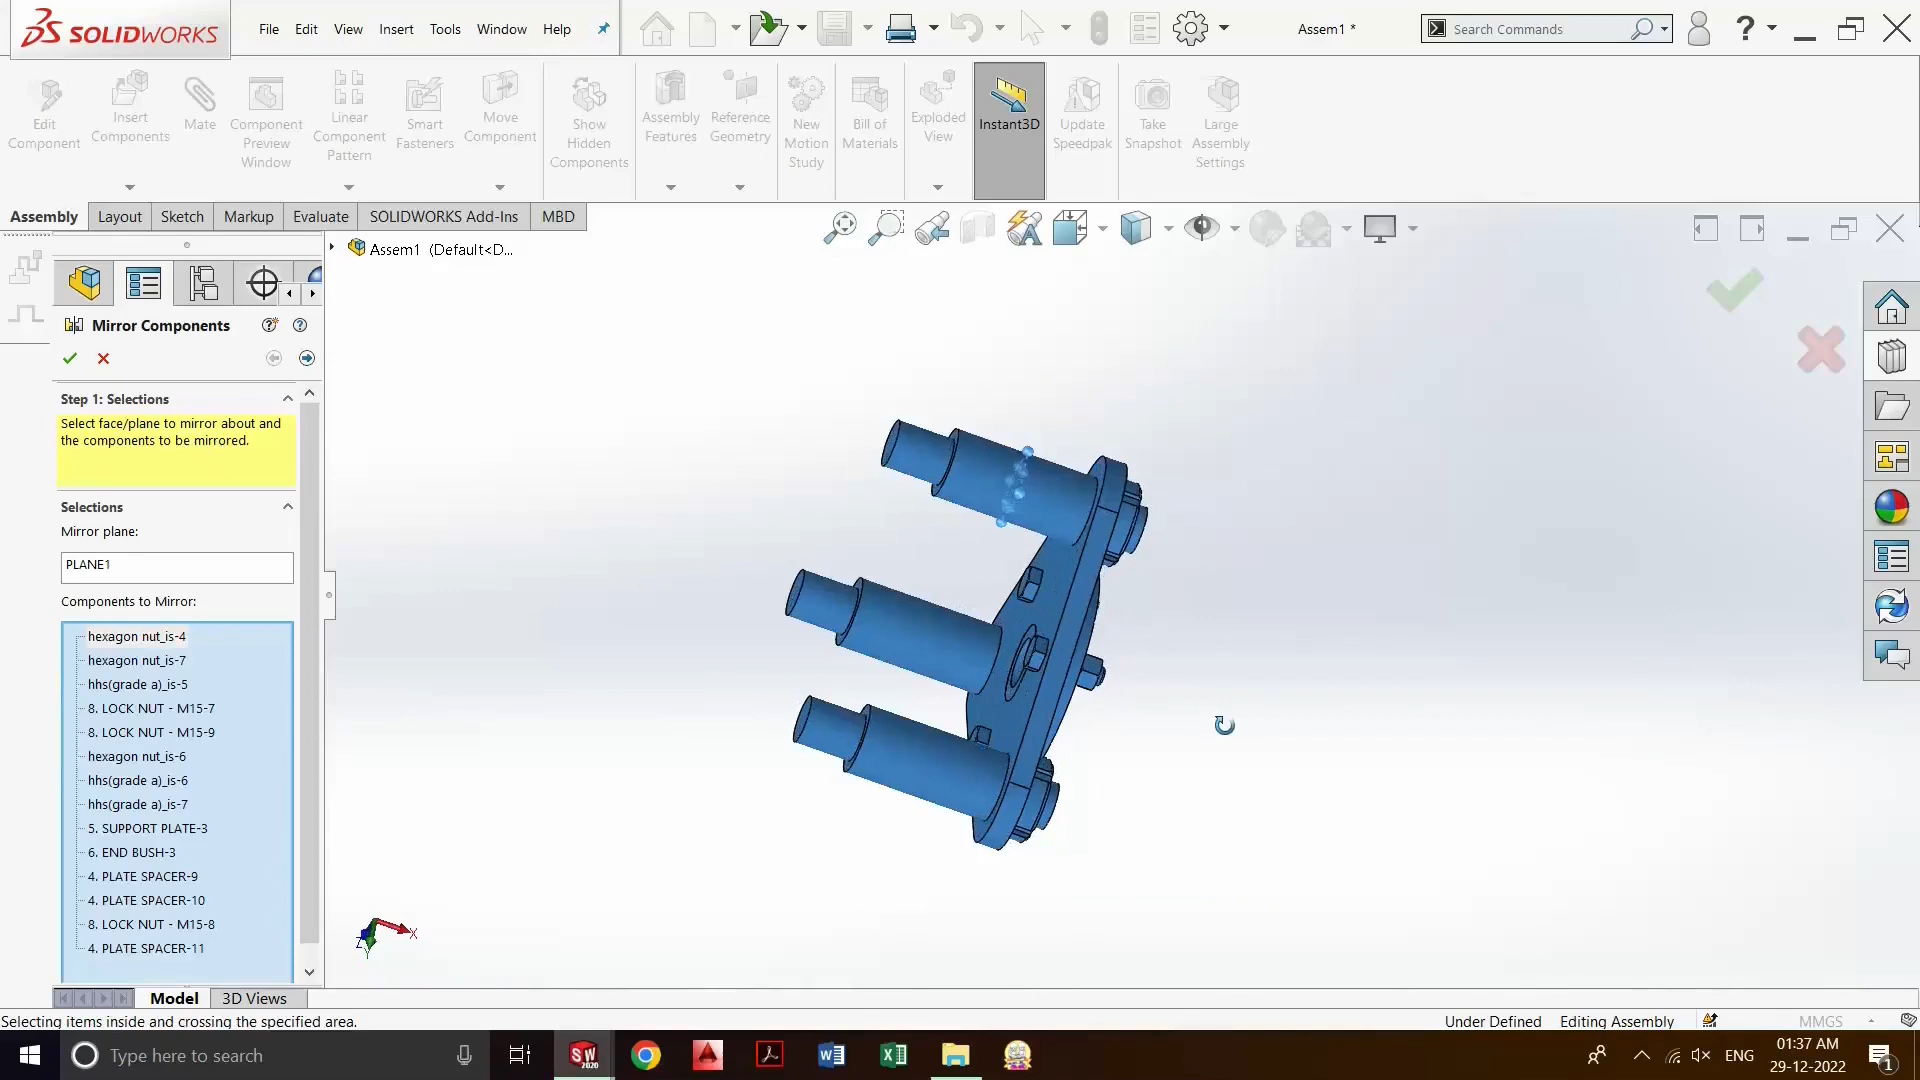 SOLIDWORKS
File Edit View Insert Tools Window Help
Assem1 *
Search Commands
?
Edit Component
Insert Components
Mate
Component Preview Window
Linear Component Pattern
Smart Fasteners
Move Component
Show Hidden Components
Assembly Features
Reference Geometry
New Motion Study
Bill of Materials
Exploded View
Instant3D
Update Speedpak
Take Snapshot
Large Assembly Settings
Assembly Layout Sketch Markup Evaluate SOLIDWORKS Add-Ins MBD
Assem1 (Default<D...
Mirror Components
Step 1: Selections
Select face/plane to mirror about and
the components to be mirrored.
Selections
Mirror plane:
PLANE1
Components to Mirror:
hexagon nut_is-4
hexagon nut_is-7
hhs(grade a)_is-5
8. LOCK NUT - M15-7
8. LOCK NUT - M15-9
hexagon nut_is-6
hhs(grade a)_is-6
hhs(grade a)_is-7
5. SUPPORT PLATE-3
6. END BUSH-3
4. PLATE SPACER-9
4. PLATE SPACER-10
8. LOCK NUT - M15-8
4. PLATE SPACER-11
X
Y
Z
Model 3D Views
Selecting items inside and crossing the specified area.
Under Defined Editing Assembly MMGS
Type here to search
SW
2020
ENG
01:37 AM
29-12-2022
1